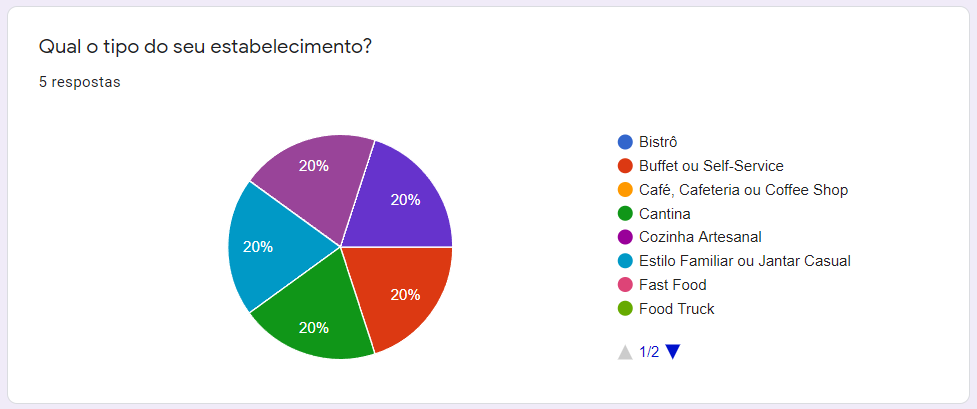 Qual o tipo do seu estabelecimento?
5 respostas
20%
20%
20%
20%
20%
Bistrô
Buffet ou Self-Service
Café, Cafeteria ou Coffee Shop
Cantina
Cozinha Artesanal
Estilo Familiar ou Jantar Casual
Fast Food
Food Truck
1/2